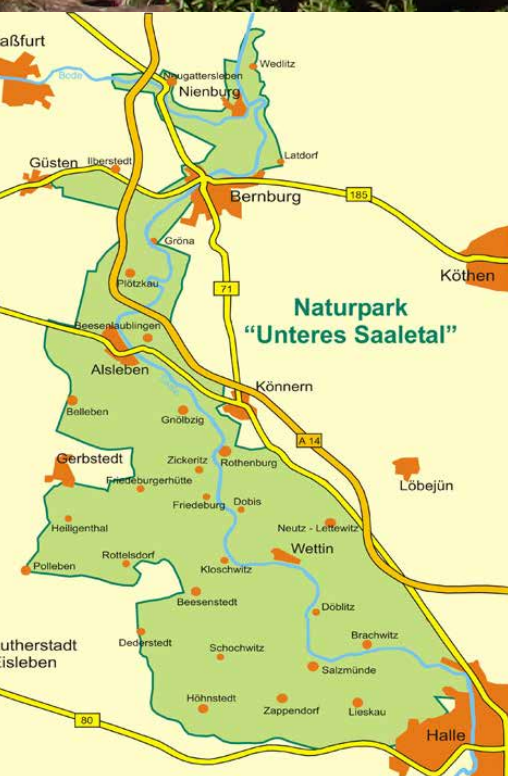 aßfurt
Bode
Neugattersleben
Wedlitz
Nienburg
Güsten
Ilberstedt
Latdorf
Bernburg
185
Gröna
Köthen
Plötzkau
71
Naturpark
“Unteres Saaletal”
Beesenlaublingen
Alsleben
Könnern
Belleben
Gnölbzig
A 14
Gerbstedt
Zickeritz
Rothenburg
Löbejün
Friedeburgerhütte
Friedeburg
Dobis
Heiligenthal
Neutz - Lettewitz
Wettin
Polleben
Rottelsdorf
Kloschwitz
Beesenstedt
Döblitz
utherstadt
Eisleben
Dederstedt
Schochwitz
Brachwitz
Salzmünde
Höhnstedt
Zappendorf
Lieskau
80
Halle